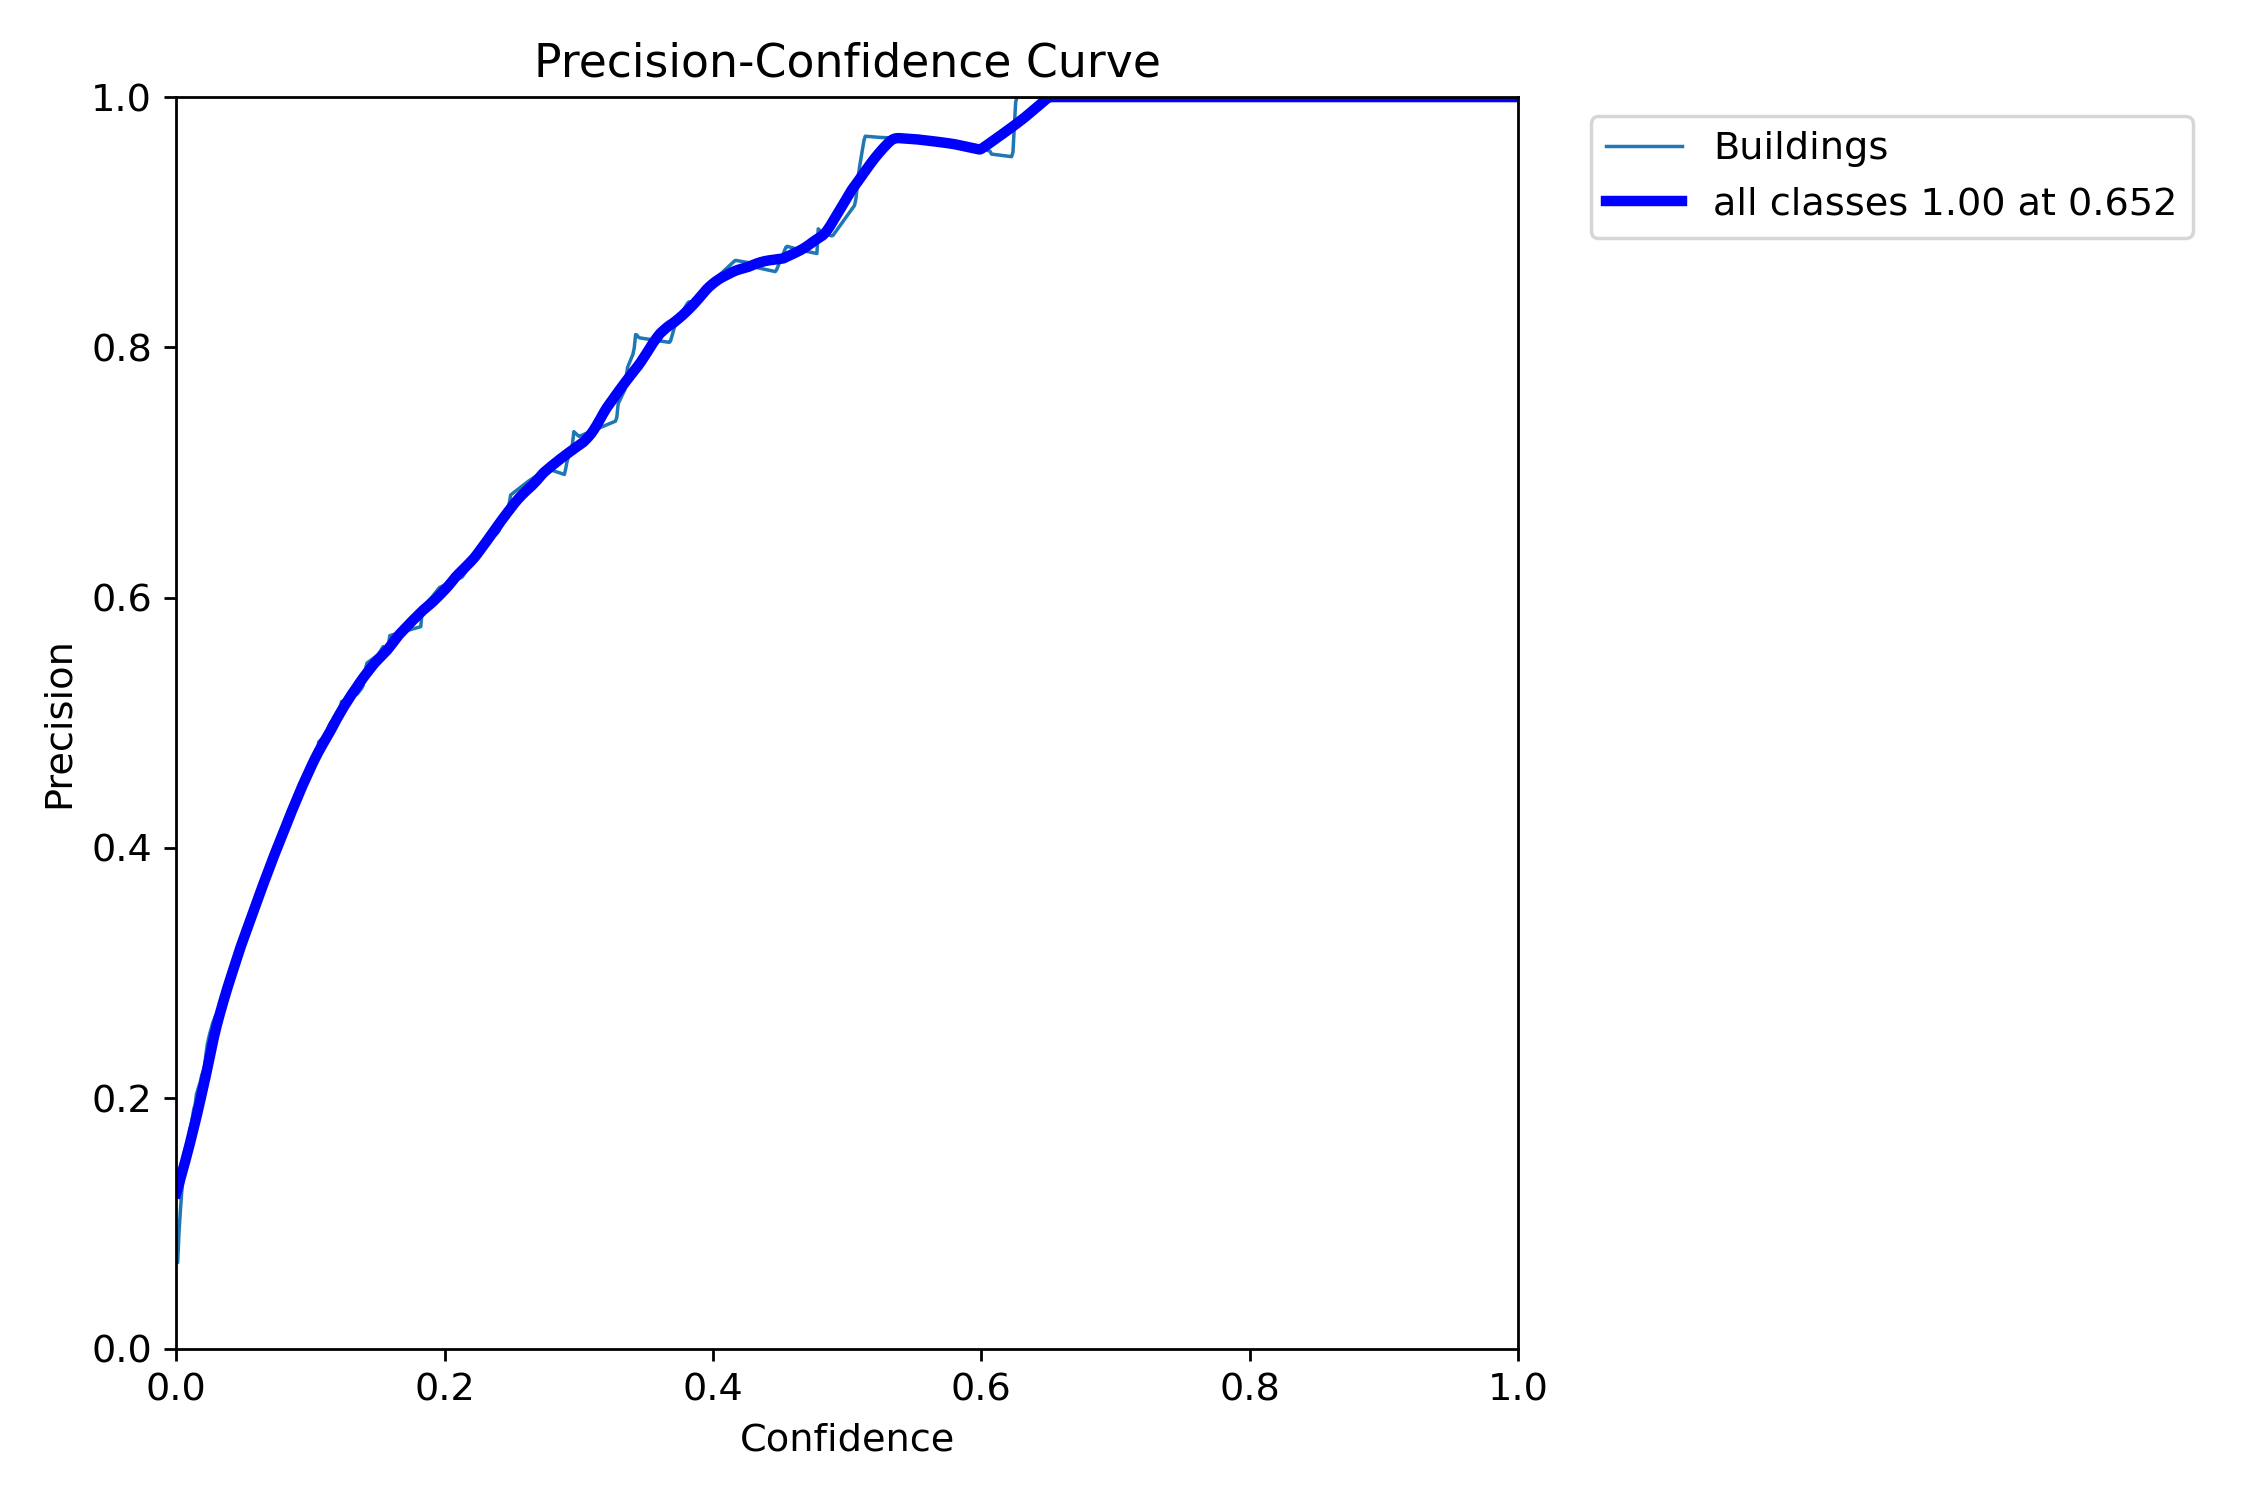 Precision-Confidence Curve
1.0
0.8
0.6
0.4
0.2
0.0
Precision
0.0 0.2 0.4 0.6 0.8 1.0
Confidence
Buildings
all classes 1.00 at 0.652